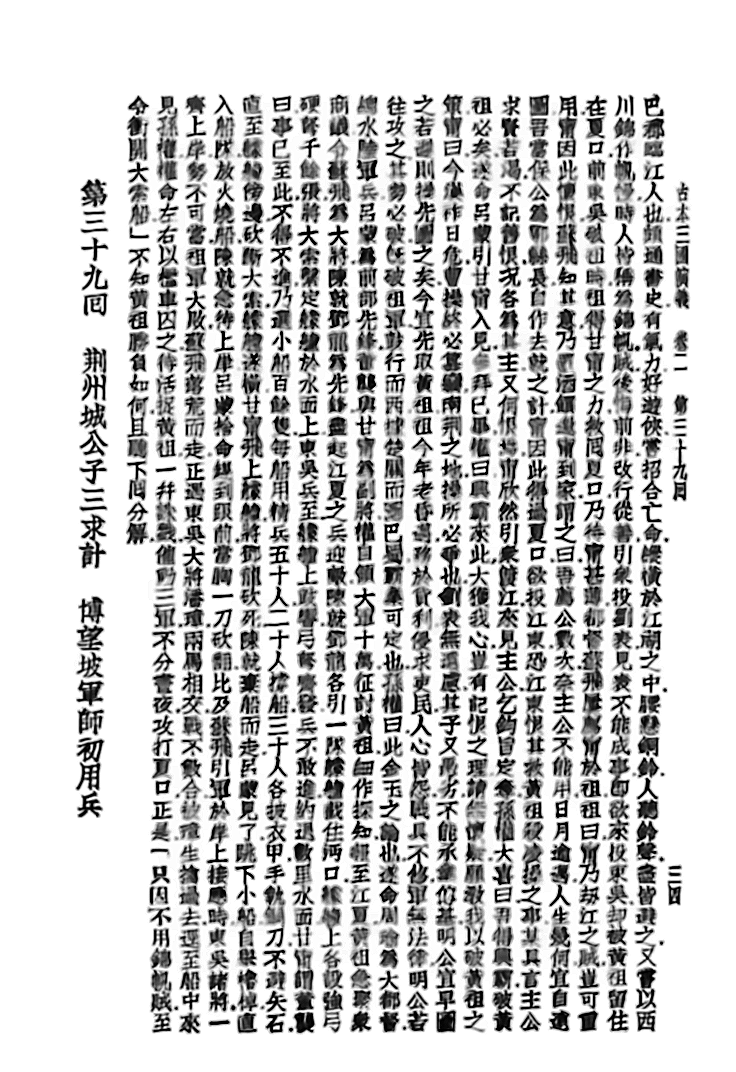 古本三國演義　卷二　第三十九囘　三四
巴郡臨江人也頗通書史有氣力好遊俠嘗招合亡命縱橫於江湖之中腰懸銅鈴人聽鈴聲盡皆避之又嘗以西
川錦作帆幔時人皆稱爲錦帆賊後悔前非改行從善引衆投劉表見表不能成事即欲來投東吳却被黃祖留住
在夏口前東吳破祖時祖得甘甯之力救囘夏口乃待甯甚薄都督蘇飛屢薦甯於祖祖曰甯乃劫江之賊豈可重
用甯因此懷恨蘇飛知其意乃置酒邀甯到家謂之曰吾薦公數次奈主公不能用日月逾邁人生幾何宜自遠
圖吾當保公爲鄂縣長自作去就之計甯因此得過夏口欲投江東恐江東恨其救黃祖殺凌操之事某具言主公
求賢若渴不記舊恨況各爲其主又何恨焉甯欣然引衆渡江來見主公乞鈞旨定奪孫權大喜曰吾得興霸破黃
祖必矣遂命呂蒙引甘甯入見參拜已畢權曰興霸來此大獲我心豈有記恨之理請無懷疑願敎我以破黃祖之
策甯曰今漢祚日危曹操終必篡竊南荆之地操所必爭也劉表無遠慮其子又愚劣不能承業傳基明公宜早圖
之若遲則操先圖之矣今宜先取黃祖祖今年老昏邁務於貨利侵求吏民人心皆怨戰具不修軍無法律明公若
往攻之其勢必破旣破祖軍鼓行而西據楚關而圖巴蜀霸業可定也孫權曰此金玉之論也遂命周瑜爲大都督
總水陸軍兵呂蒙爲前部先鋒董襲與甘甯爲副將權自領大軍十萬征討黃祖細作探知報至江夏黃祖急聚衆
商議令蘇飛爲大將陳就鄧龍爲先鋒盡起江夏之兵迎敵陳就鄧龍各引一隊艨艟截住沔口艨艟上各設強弓
硬弩千餘張將大索繫定艨艟於水面上東吳兵至艨艟上鼓響弓弩齊發兵不敢進約退數里水面甘甯謂董襲
曰事已至此不得不進乃選小船百餘隻每船用精兵五十人二十人撑船三十人各披衣甲手執鋼刀不避矢石
直至艨艟傍邊砍斷大索艨艟遂橫甘甯飛上艨艟將鄧龍砍死陳就棄船而走呂蒙見了跳下小船自舉櫓棹直
入船隊放火燒船陳就急待上岸呂蒙捨命趕到跟前當胸一刀砍翻比及蘇飛引軍於岸上接應時東吳諸將一
齊上岸勢不可當祖軍大敗蘇飛落荒而走正遇東吳大將潘璋兩馬相交戰不數合被璋生擒過去逕至船中來
見孫權權命左右以檻車囚之待活捉黃祖一幷誅戮催動三軍不分晝夜攻打夏口正是「只因不用錦帆賊至
令衝開大索船」不知黃祖勝負如何且聽下囘分解
第三十九囘　荆州城公子三求計　博望坡軍師初用兵